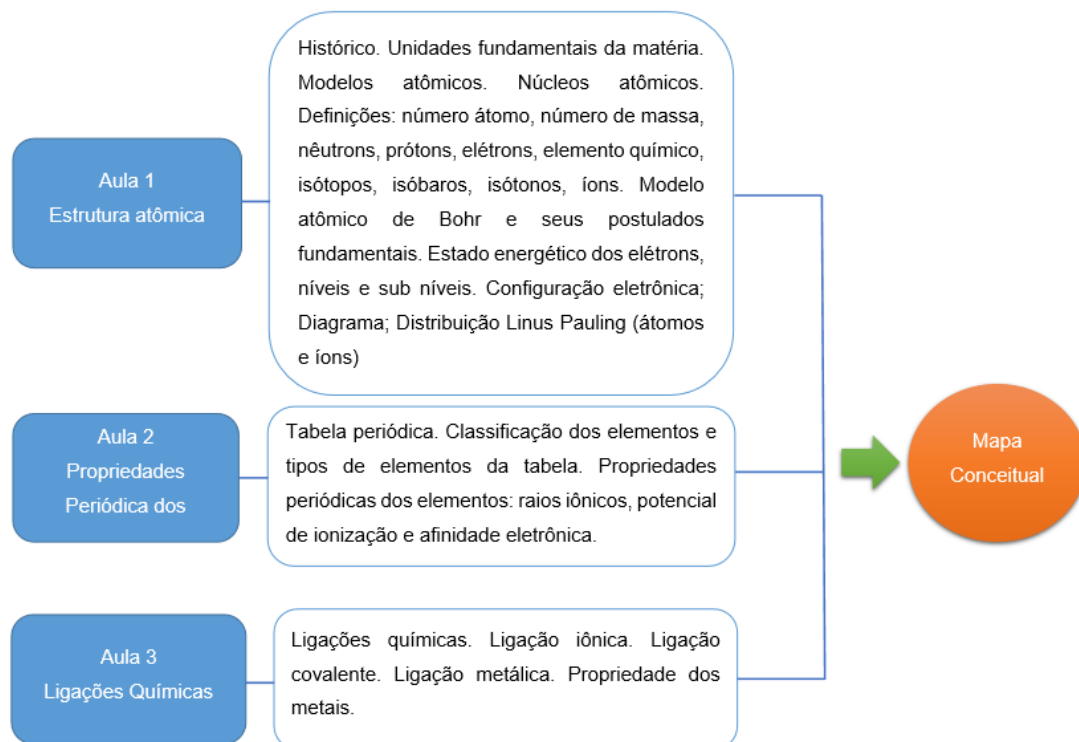 Aula 1
Estrutura atômica
Histórico. Unidades fundamentais da matéria.
Modelos atômicos. Núcleos atômicos.
Definições: número átomo, número de massa,
nêutrons, prótons, elétrons, elemento químico,
isótopos, isóbaros, isótonos, íons. Modelo
atômico de Bohr e seus postulados
fundamentais. Estado energético dos elétrons,
níveis e sub níveis. Configuração eletrônica;
Diagrama; Distribuição Linus Pauling (átomos
e íons)
Aula 2
Propriedades
Periódica dos
Tabela periódica. Classificação dos elementos e
tipos de elementos da tabela. Propriedades
periódicas dos elementos: raios iônicos, potencial
de ionização e afinidade eletrônica.
Aula 3
Ligações Químicas
Ligações químicas. Ligação iônica. Ligação
covalente. Ligação metálica. Propriedade dos
metais.
Mapa
Conceitual